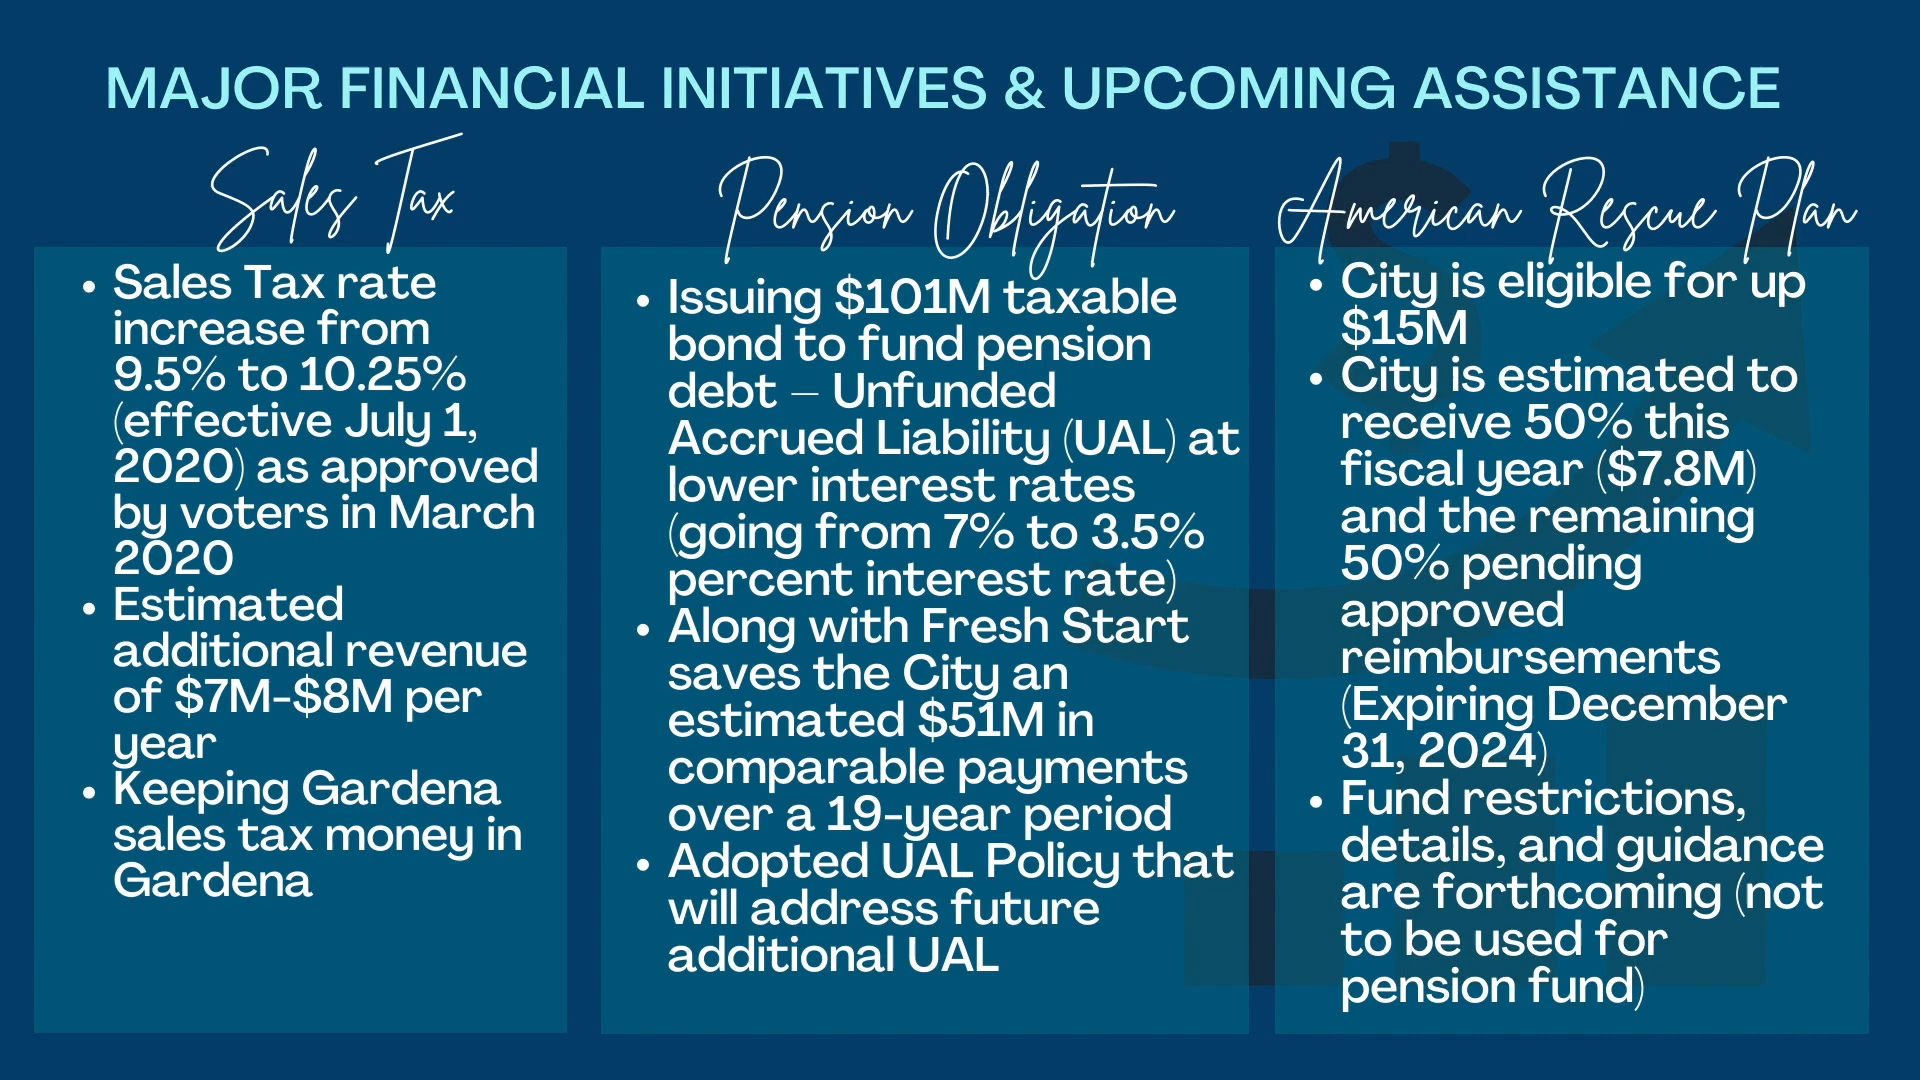 MAJOR FINANCIAL INITIATIVES & UPCOMING ASSISTANCE
Sales Tax
• Sales Tax rate
increase from
9.5% to 10.25%
(effective July 1,
2020) as approved
by voters in March
2020
• Estimated
additional revenue
of $7M-$8M per
year
• Keeping Gardena
sales tax money in
Gardena
Pension Obligation
• Issuing $101M taxable
bond to fund pension
debt – Unfunded
Accrued Liability (UAL) at
lower interest rates
(going from 7% to 3.5%
percent interest rate)
• Along with Fresh Start
saves the City an
estimated $51M in
comparable payments
over a 19-year period
• Adopted UAL Policy that
will address future
additional UAL
American Rescue Plan
• City is eligible for up
$15M
• City is estimated to
receive 50% this
fiscal year ($7.8M)
and the remaining
50% pending
approved
reimbursements
(Expiring December
31, 2024)
• Fund restrictions,
details, and guidance
are forthcoming (not
to be used for
pension fund)